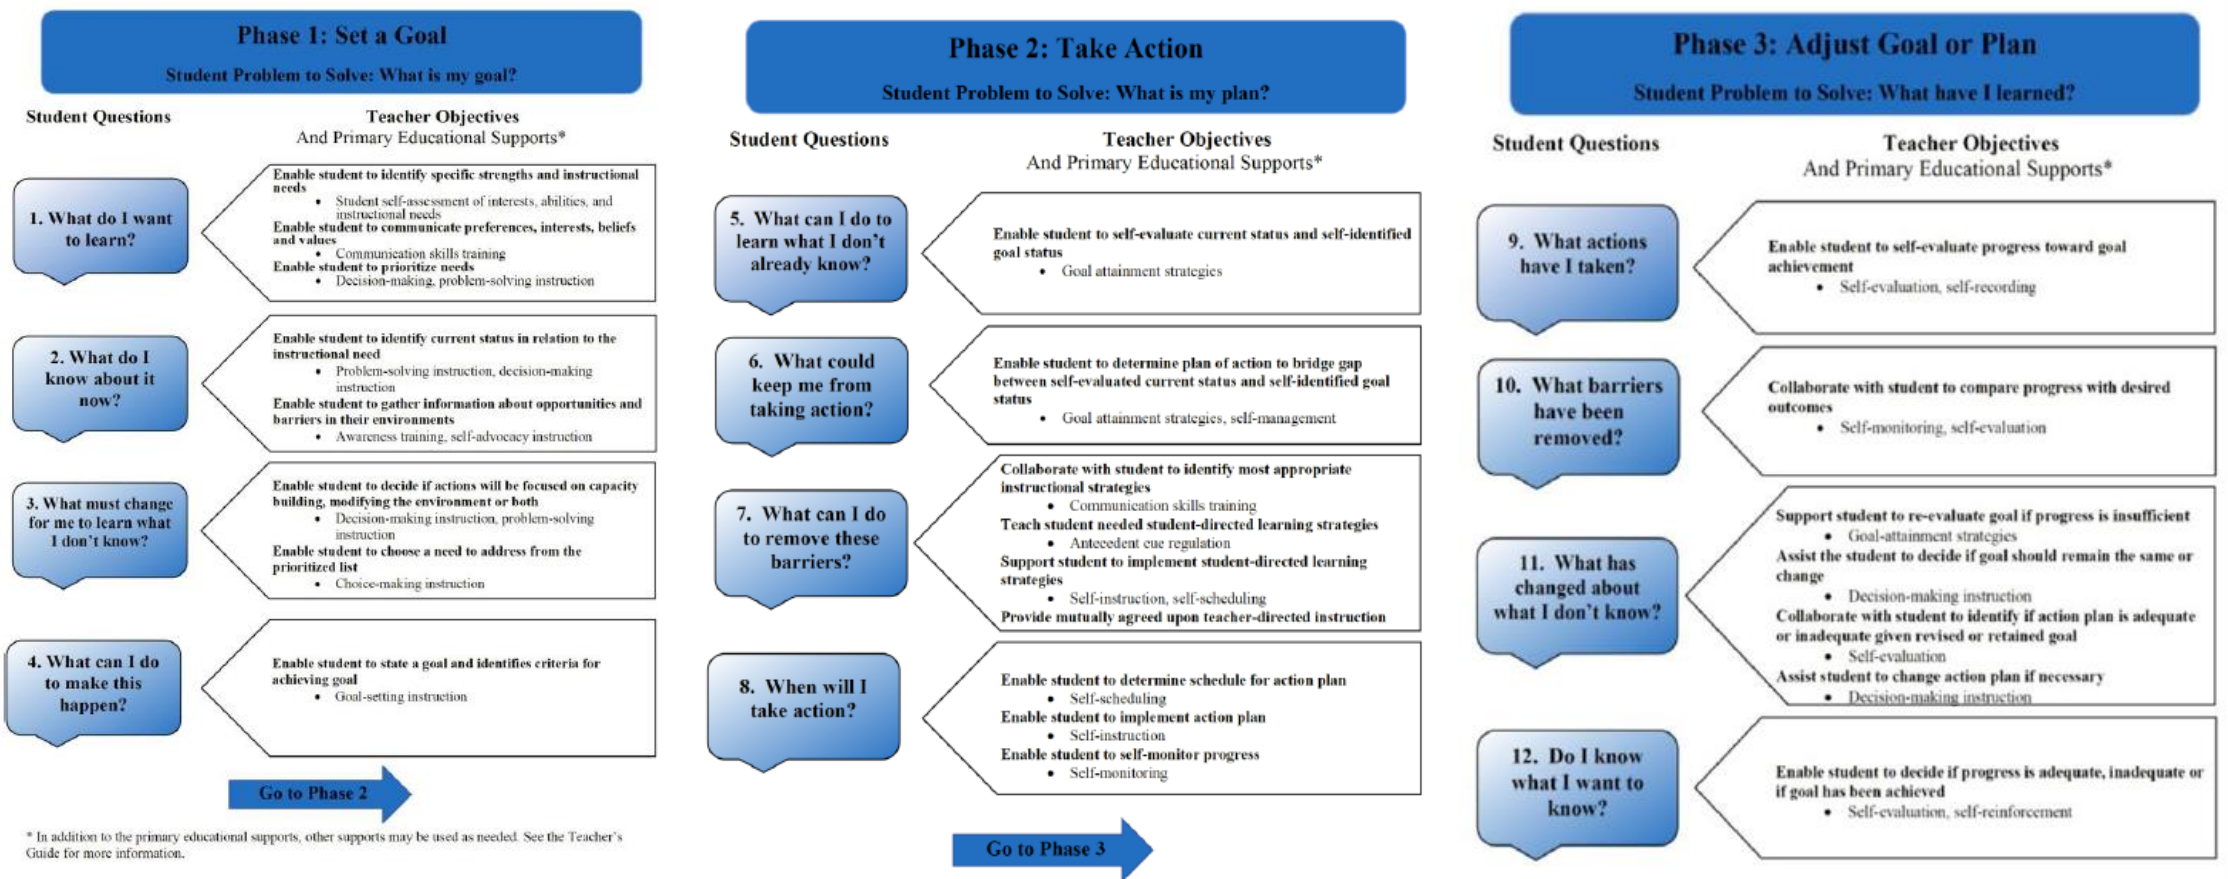 Phase 1: Set a Goal
Student Problem to Solve: What is my goal?
Student Questions
Teacher Objectives
And Primary Educational Supports*
1. What do I want
to learn?
Enable student to identify specific strengths and instructional
needs
• Student self-assessment of interests, abilities, and
instructional needs
Enable student to communicate preferences, interests, beliefs
and values
• Communication skills training
Enable student to prioritize needs
• Decision-making, problem-solving instruction
2. What do I
know about it
now?
Enable student to identify current status in relation to the
instructional need
• Problem-solving instruction, decision-making
instruction
Enable student to gather information about opportunities and
barriers in their environments
• Awareness training, self-advocacy instruction
3. What must change
for me to learn what
I don't know?
Enable student to decide if actions will be focused on capacity
building, modifying the environment or both
• Decision-making instruction, problem-solving
instruction
Enable student to choose a need to address from the
prioritized list
• Choice-making instruction
4. What can I do
to make this
happen?
Enable student to state a goal and identifies criteria for
achieving goal
• Goal-setting instruction
Go to Phase 2
* In addition to the primary educational supports, other supports may be used as needed. See the Teacher's
Guide for more information.
Phase 2: Take Action
Student Problem to Solve: What is my plan?
Student Questions
Teacher Objectives
And Primary Educational Supports*
5. What can I do to
learn what I don't
already know?
Enable student to self-evaluate current status and self-identified
goal status
• Goal attainment strategies
6. What could
keep me from
taking action?
Enable student to determine plan of action to bridge gap
between self-evaluated current status and self-identified goal
status
• Goal attainment strategies, self-management
7. What can I do
to remove these
barriers?
Collaborate with student to identify most appropriate
instructional strategies
• Communication skills training
Teach student needed student-directed learning strategies
• Antecedent cue regulation
Support student to implement student-directed learning
strategies
• Self-instruction, self-scheduling
Provide mutually agreed upon teacher-directed instruction
8. When will I
take action?
Enable student to determine schedule for action plan
• Self-scheduling
Enable student to implement action plan
• Self-instruction
Enable student to self-monitor progress
• Self-monitoring
Go to Phase 3
Phase 3: Adjust Goal or Plan
Student Problem to Solve: What have I learned?
Student Questions
Teacher Objectives
And Primary Educational Supports*
9. What actions
have I taken?
Enable student to self-evaluate progress toward goal
achievement
• Self-evaluation, self-recording
10. What barriers
have been
removed?
Collaborate with student to compare progress with desired
outcomes
• Self-monitoring, self-evaluation
11. What has
changed about
what I don't know?
Support student to re-evaluate goal if progress is insufficient
• Goal-attainment strategies
Assist the student to decide if goal should remain the same or
change
• Decision-making instruction
Collaborate with student to identify if action plan is adequate
or inadequate given revised or retained goal
• Self-evaluation
Assist student to change action plan if necessary
• Decision-making instruction
12. Do I know
what I want to
know?
Enable student to decide if progress is adequate, inadequate or
if goal has been achieved
• Self-evaluation, self-reinforcement